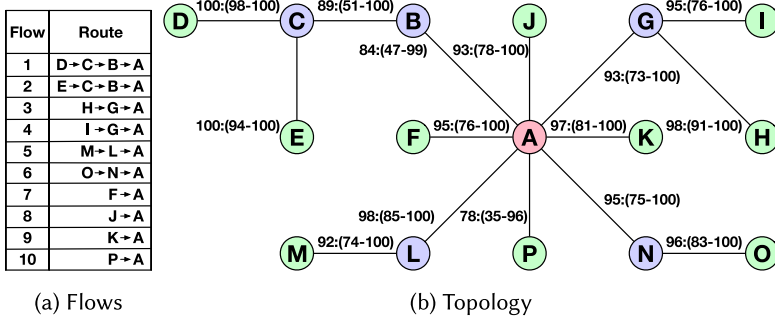 Flow Route
1 D→C→B→A
2 E→C→B→A
3 H→G→A
4 I→G→A
5 M→L→A
6 O→N→A
7 F→A
8 J→A
9 K→A
10 P→A
(a) Flows
100:(98-100) 89:(51-100) 95:(76-100)
D C B J G I
84:(47-99) 93:(78-100)
93:(73-100)
100:(94-100) 95:(76-100) 97:(81-100) 98:(91-100)
E F A K H
95:(75-100)
98:(85-100) 78:(35-96)
92:(74-100) 96:(83-100)
M L P N O
(b) Topology